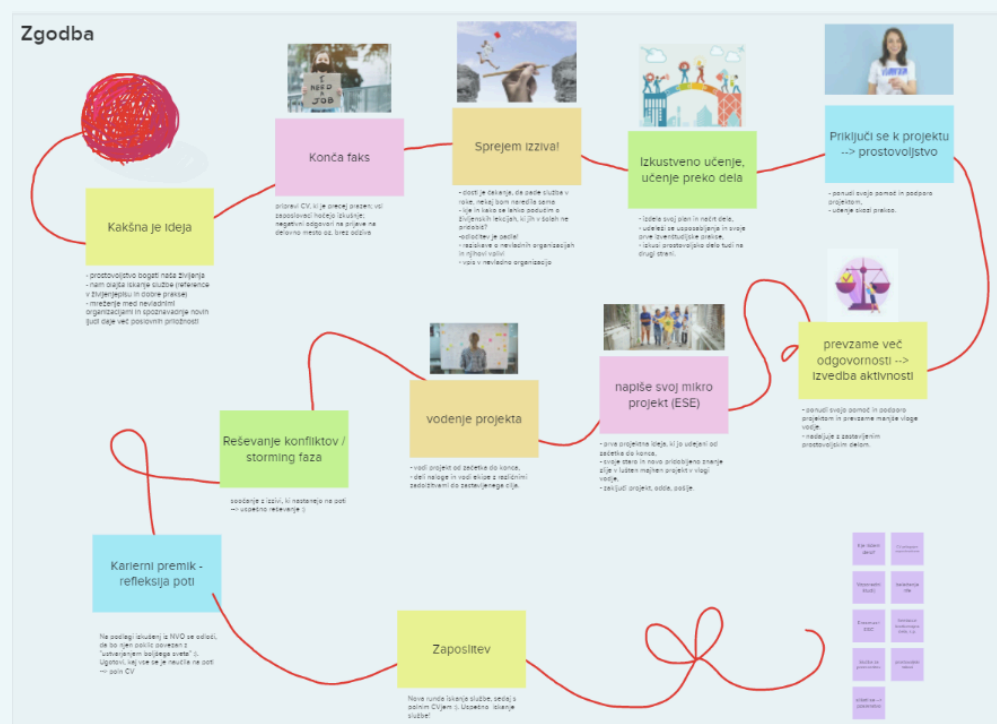 Zgodba
I
NEED
A
JOB
Kakšna je ideja
- prostovoljstvo bogati naša življenja
- nam olajša iskanje službe (reference
v življenjepisu in dobre prakse)
- mreženje med nevladnimi
organizacijami in spoznavadnje novih
ljudi daje več poslovnih priložnosti
Konča faks
pripravi CV, ki je precej prazen; vsi
zaposlovalci hočejo izkušnje;
negativni odgovori na prijave na
delovno mesto oz. brez odziva
Sprejem izziva!
- dosti je čakanja, da pade služba v
roke, nekaj bom naredila sama
- kje in kako se lahko poučim o
življenskih lekcijah, ki jih v šolah ne
pridobiš?
-odločitev je padla!
- raziskava o nevladnih organizacijah
in njihovi vplivi
- vpis v nevladno organizacijo
Izkustveno učenje,
učenje preko dela
- izdela svoj plan in načrt dela,
- udeleži se usposabljanja in svoje
prve izvenštudijske prakse,
- izkusi prostovoljsko delo tudi na
drugi strani.
Priključi se k projektu
--> prostovoljstvo
- ponudi svojo pomoč in podporo
projektom,
- učenje skozi prakso.
prevzame več
odgovornosti -->
izvedba aktivnosti
- ponudi svojo pomoč in podporo
projektom in prevzame manjše vloge
vodje,
- nadaljuje z zastavljenim
prostovoljskim delom.
napiše svoj mikro
projekt (ESE)
- prva projektna ideja, ki jo udejani od
začetka do konca,
- svoje staro in novo pridobljeno znanje
zlije v lušten majhen projekt v vlogi
vodje,
- zaključi projekt, odda, pošlje.
vodenje projekta
- vodi projekt od začetka do konca,
- deli naloge in vodi ekipo z različnimi
zadolžitvami do zastavljenega cilja.
Reševanje konfliktov /
storming faza
soočanje z izzivi, ki nastanejo na poti
--> uspešno reševanje :)
Karierni premik -
refleksija poti
Na podlagi izkušenj iz NVO se odloči,
da bo njen poklic povezan z
"ustvarjanjem boljšega sveta" :).
Ugotovi, kaj vse se je naučila na poti
--> poln CV
Zaposlitev
Nova runda iskanja službe, sedaj s
polnim CVjem :). Uspešno iskanje
službe!